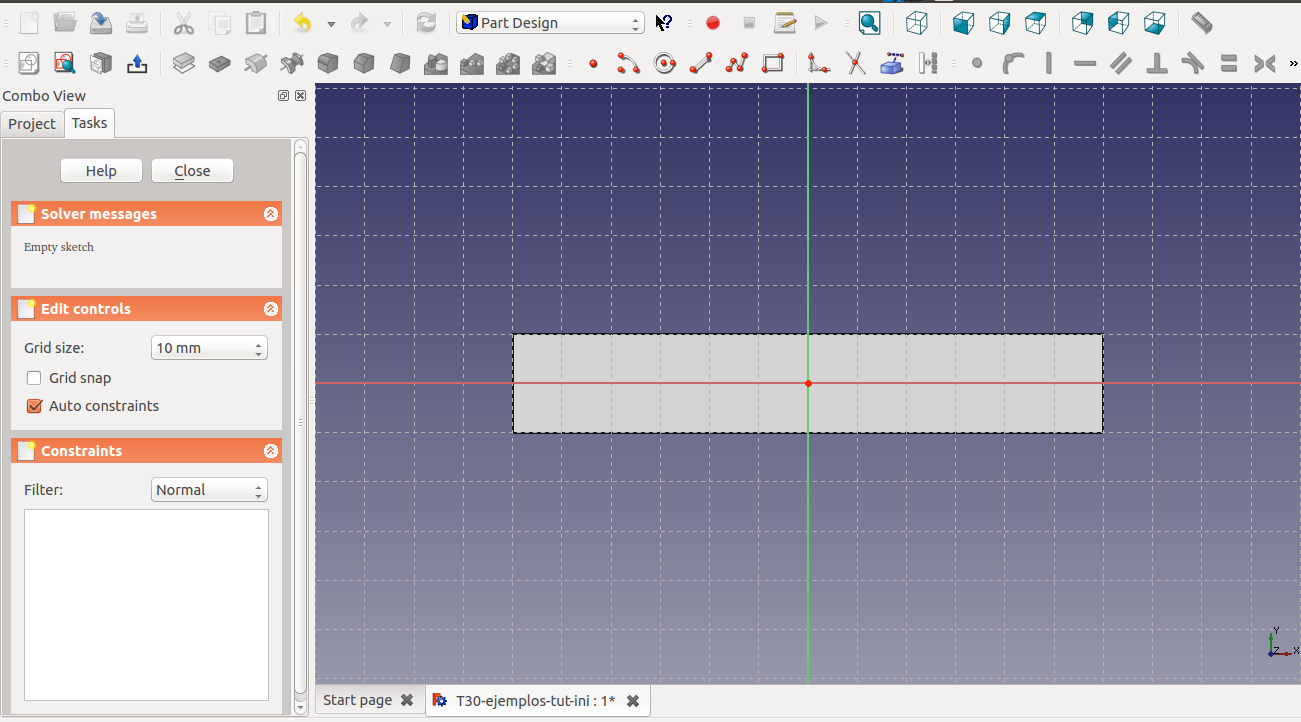 Part Design
Combo View
Project
Tasks
Help
Close
Solver messages
Empty sketch
Edit controls
Grid size:
10 mm
Grid snap
Auto constraints
Constraints
Filter:
Normal
Y
Z
X
Start page
T30-ejemplos-tut-ini : 1*